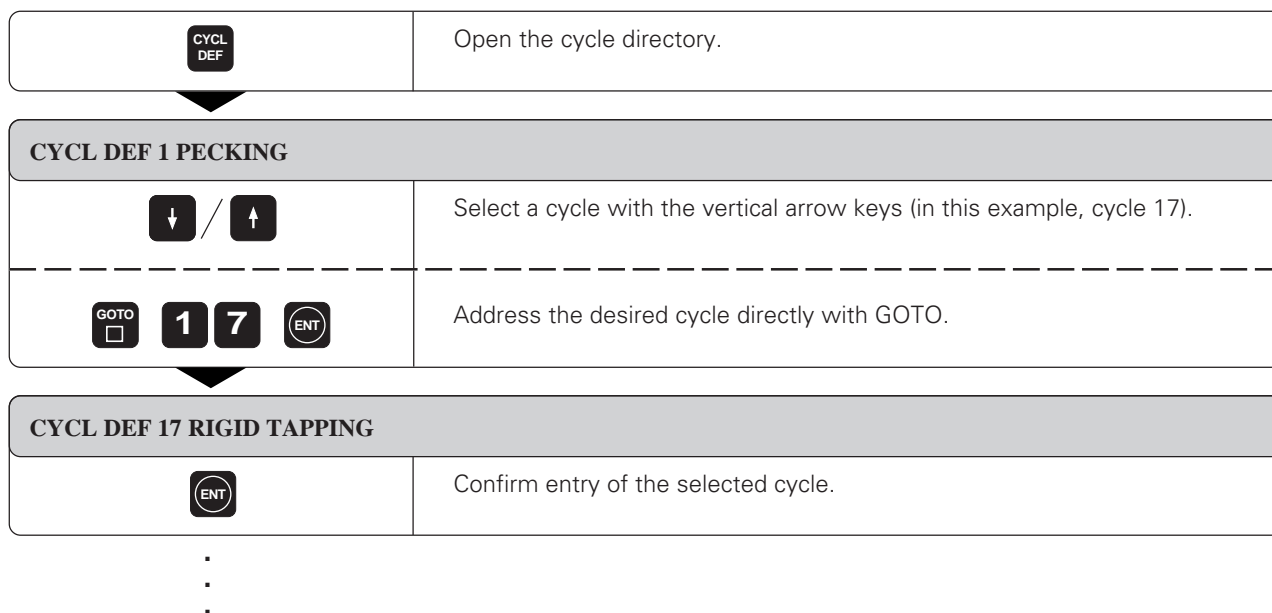 CYCL
DEF
Open the cycle directory.
CYCL DEF 1 PECKING
Select a cycle with the vertical arrow keys (in this example, cycle 17).
GOTO 1 7 ENT
Address the desired cycle directly with GOTO.
CYCL DEF 17 RIGID TAPPING
ENT
Confirm entry of the selected cycle.
.
.
.